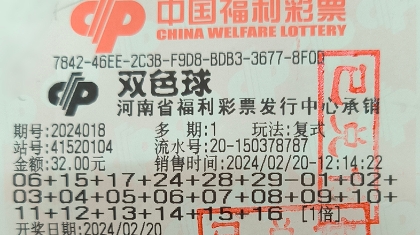 中国福利彩票
CHINA WELFARE LOTTERY
7842-46EE-2C3B-F9D8-BDB3-3677-8F0D
双色球
河南省福利彩票发行中心承销
期号:2024018 多 期:1 玩法:复式
站号:41520104 流水号:20-150378787
金额:32.00元 销售时间:2024/02/20-12:14:22
06+15+17+24+28+29-01+02+
03+04+05+06+07+08+09+10+
11+12+13+14+15+16 [1倍]
开奖日期:2024/02/20